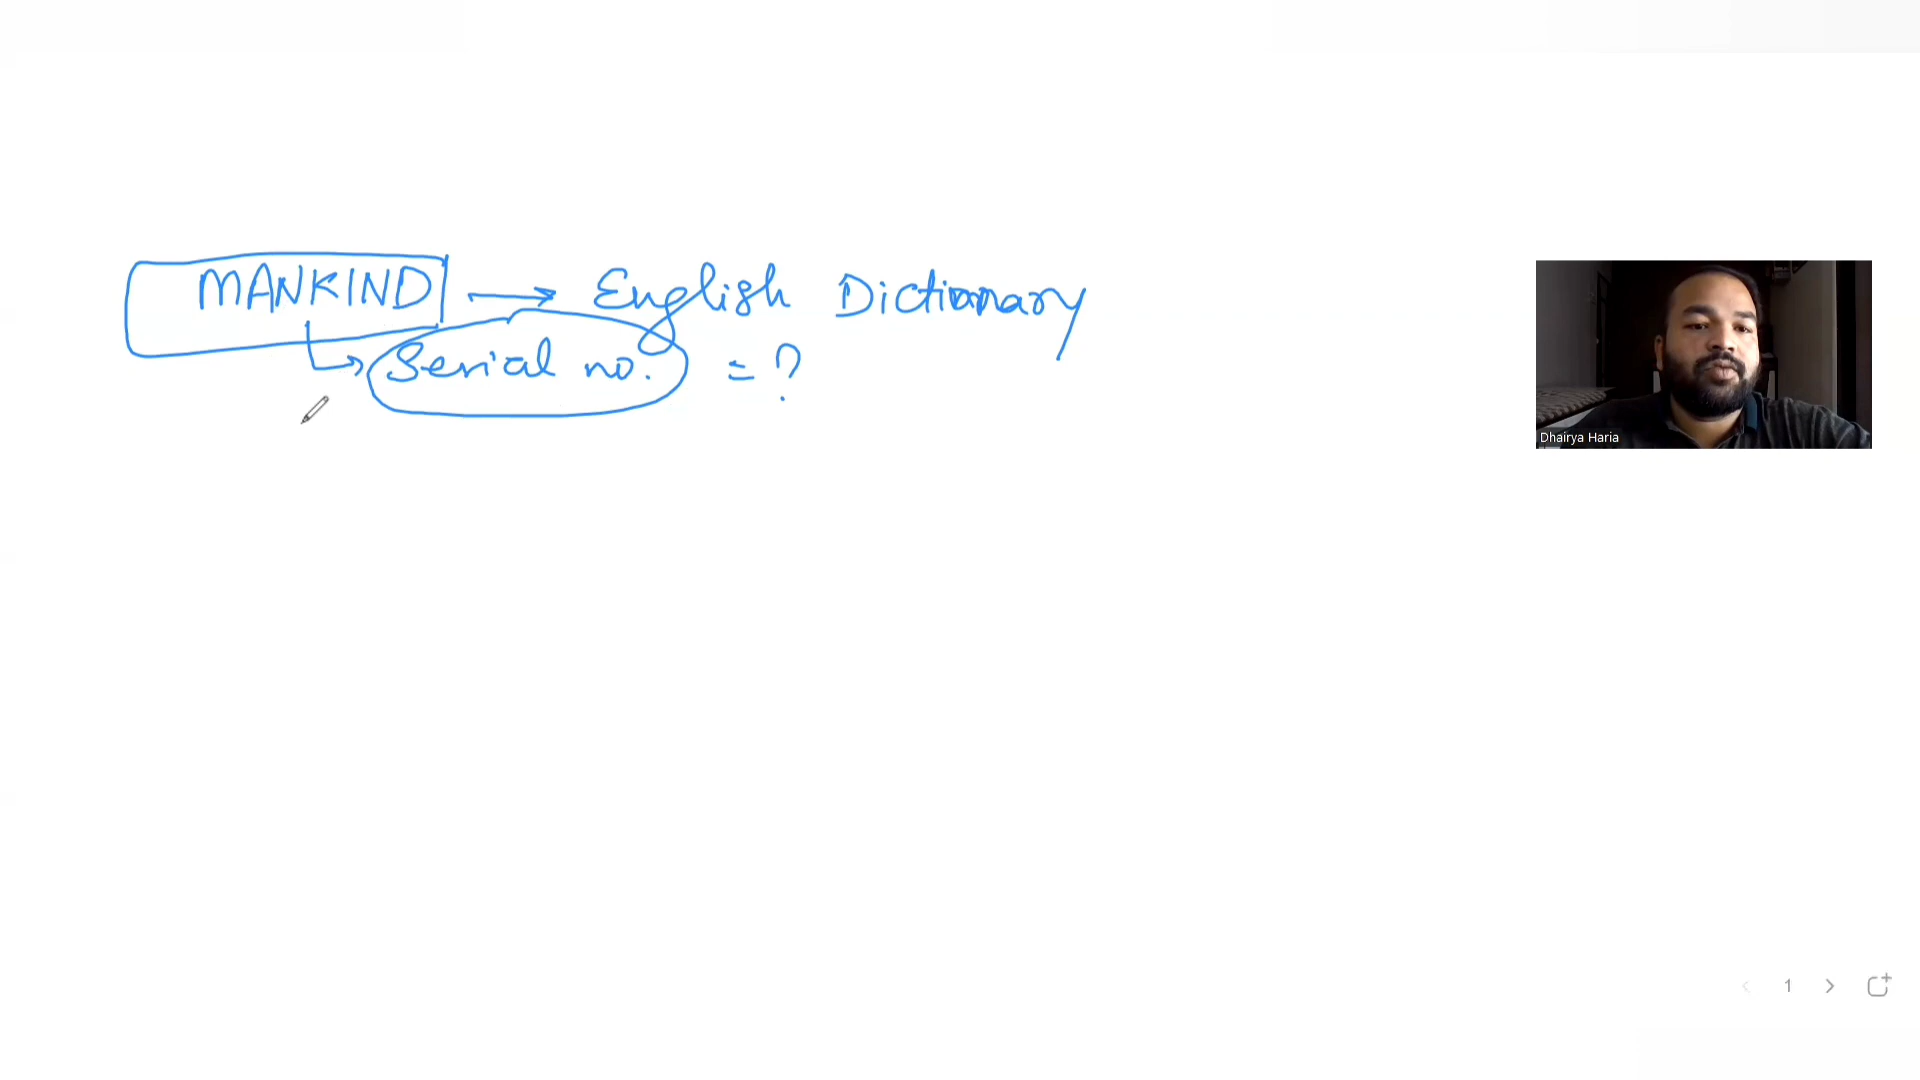 MANKIND → English Dictionary
Serial no. = ?
Dhairya Haria
1